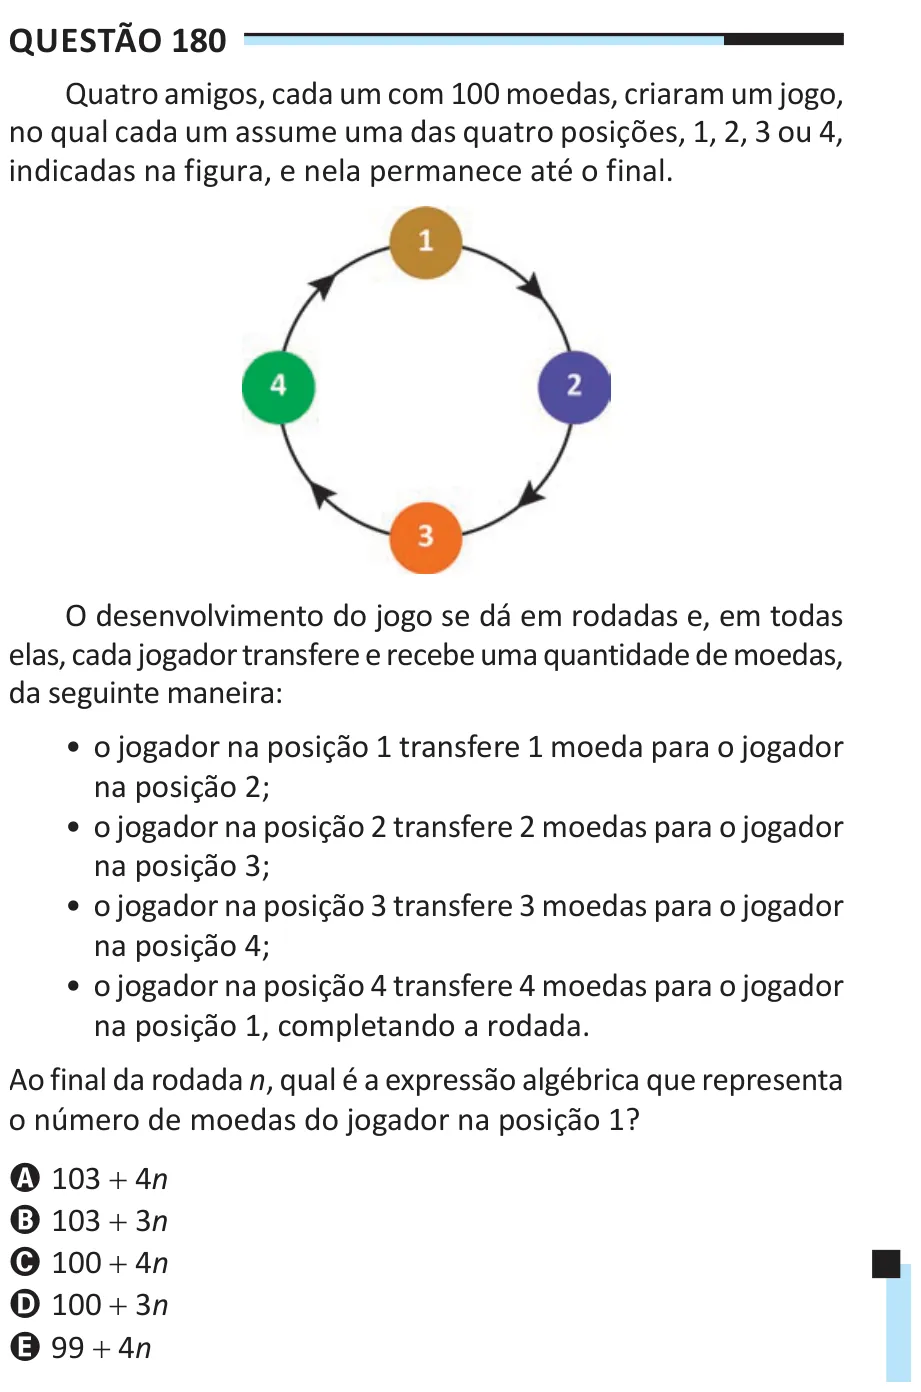 QUESTÃO 180
Quatro amigos, cada um com 100 moedas, criaram um jogo,
no qual cada um assume uma das quatro posições, 1, 2, 3 ou 4,
indicadas na figura, e nela permanece até o final.
1
4
2
3
O desenvolvimento do jogo se dá em rodadas e, em todas
elas, cada jogador transfere e recebe uma quantidade de moedas,
da seguinte maneira:
• o jogador na posição 1 transfere 1 moeda para o jogador
na posição 2;
• o jogador na posição 2 transfere 2 moedas para o jogador
na posição 3;
• o jogador na posição 3 transfere 3 moedas para o jogador
na posição 4;
• o jogador na posição 4 transfere 4 moedas para o jogador
na posição 1, completando a rodada.
Ao final da rodada n, qual é a expressão algébrica que representa
o número de moedas do jogador na posição 1?
A 103 + 4n
B 103 + 3n
C 100 + 4n
D 100 + 3n
E 99 + 4n